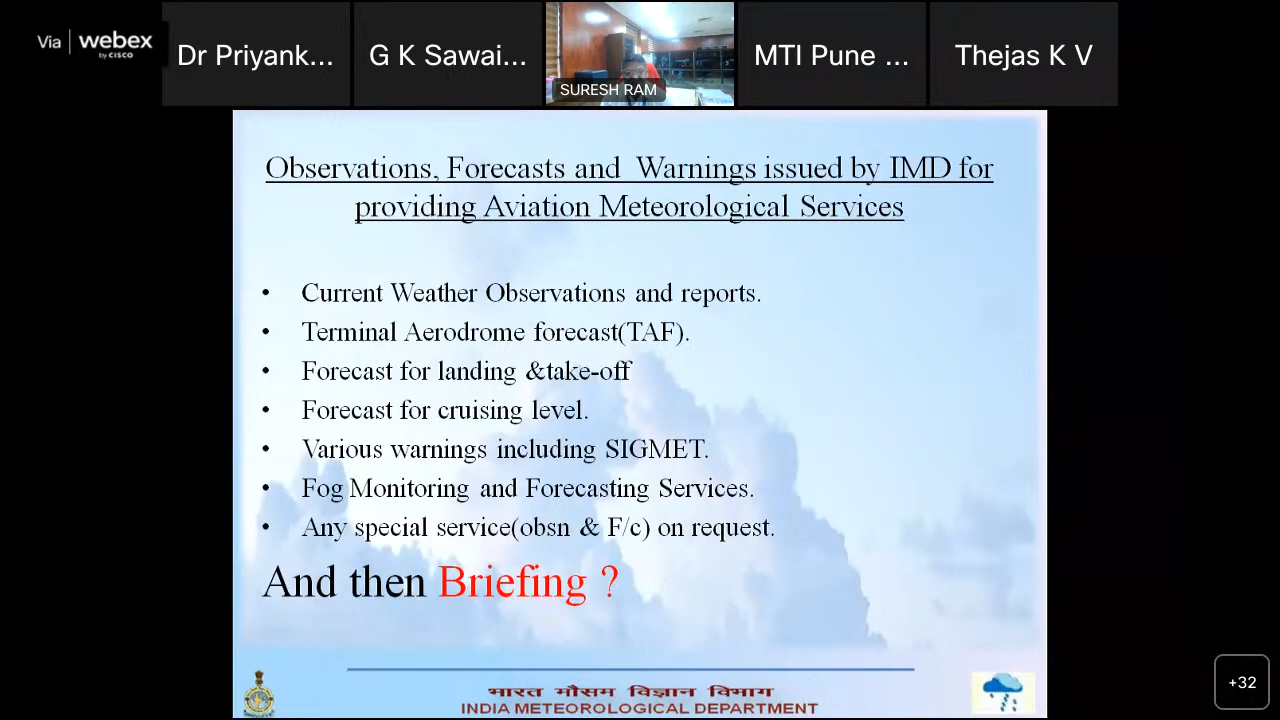 Via | webex
by CISCO
Dr Priyank...
G K Sawai...
SURESH RAM
MTI Pune ...
Thejas K V
Observations, Forecasts and Warnings issued by IMD for
providing Aviation Meteorological Services
• Current Weather Observations and reports.
• Terminal Aerodrome forecast(TAF).
• Forecast for landing &take-off
• Forecast for cruising level.
• Various warnings including SIGMET.
• Fog Monitoring and Forecasting Services.
• Any special service(obsn & F/c) on request.
And then Briefing ?
भारत मौसम विज्ञान विभाग
INDIA METEOROLOGICAL DEPARTMENT
+32